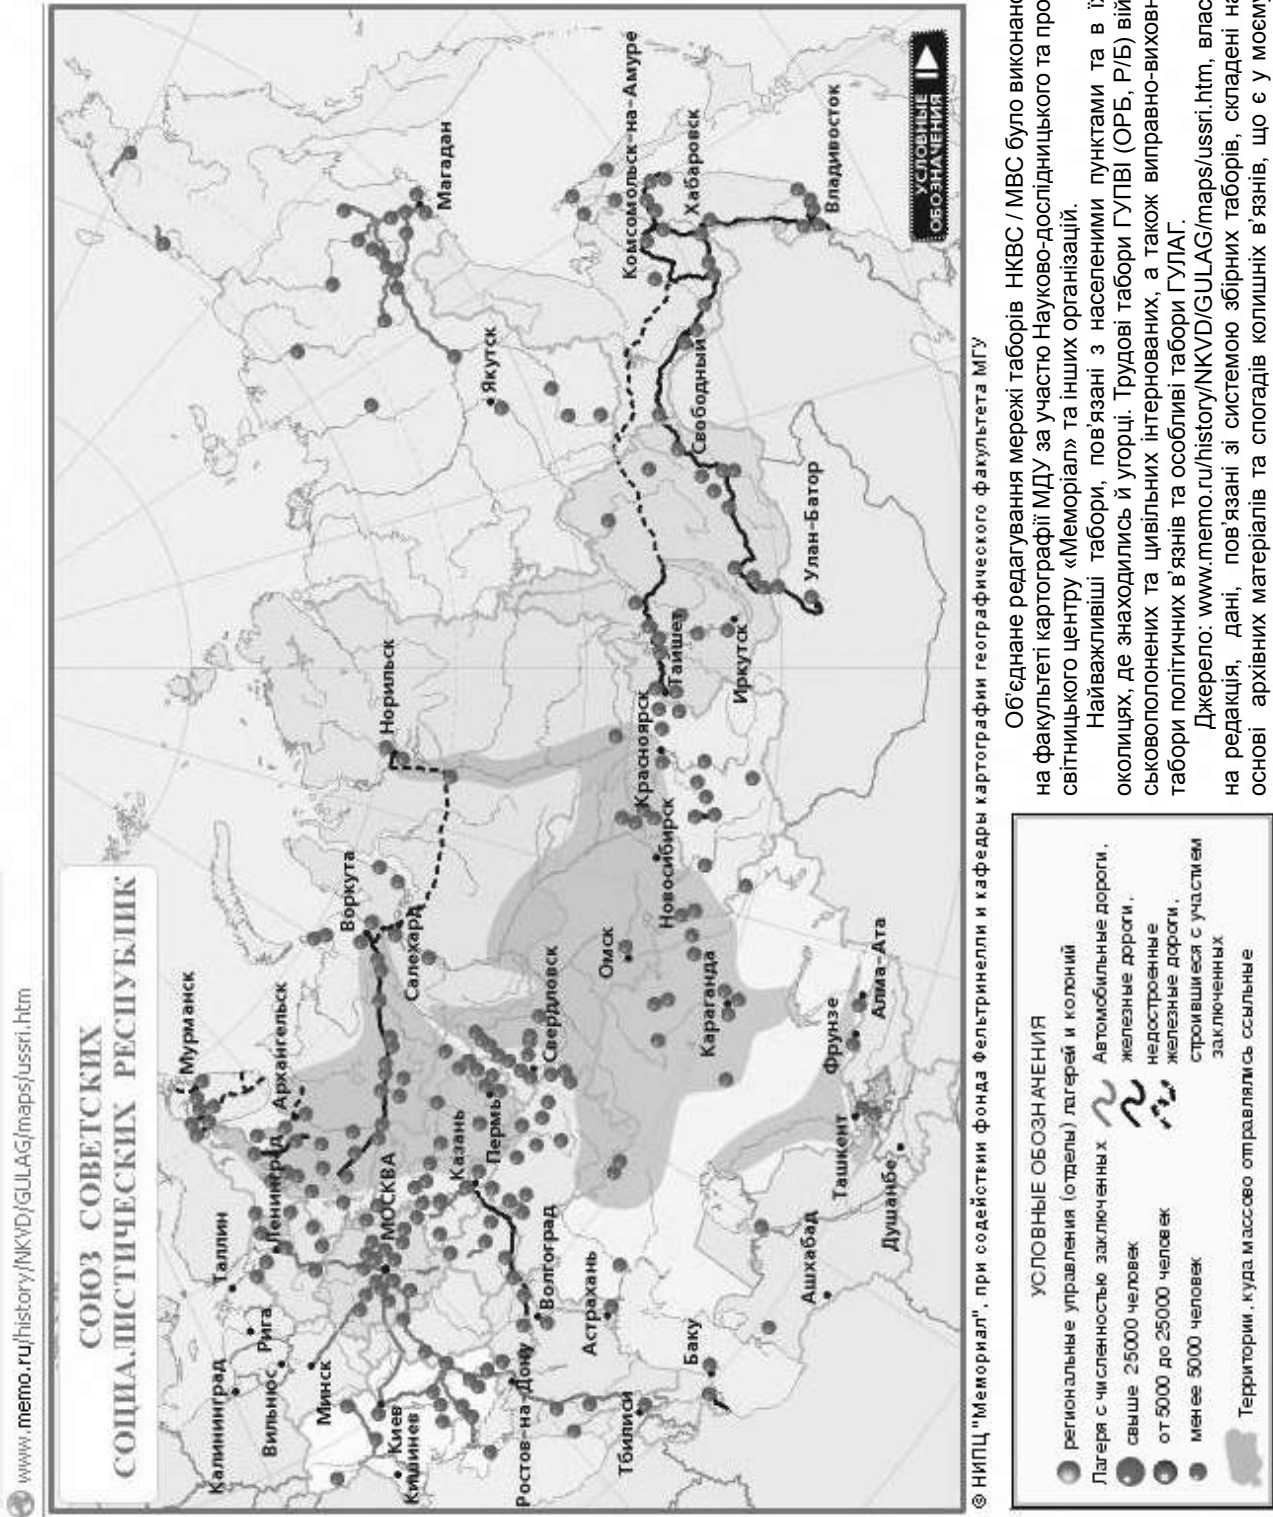 www.memo.ru/history/NKVD/GULAG/maps/ussri.htm
СОЮЗ СОВЕТСКИХ
СОЦИАЛИСТИЧЕСКИХ РЕСПУБЛИК
Мурманск
Архангельск
Воркута
Салехард
Норильск
Якутск
Магадан
Таллин
Ленинград
Рига
Калининград
Вильнюс
Минск
МОСКВА
Киев
Кишинев
Казань
Пермь
Свердловск
Омск
Новосибирск
Красноярск
Тайшет
Иркутск
Улан-Батор
Свободный
Комсомольск-на-Амуре
Хабаровск
Владивосток
Ростов-на Дону
Волгоград
Астрахань
Тбилиси
Баку
Ашхабад
Душанбе
Ташкент
Фрунзе
Алма-Ата
Караганда
УСЛОВНЫЕ
ОБОЗНАЧЕНИЯ
© НИПЦ "Мемориал", при содействии фонда Фельтринелли и кафедры картографии географического факультета МГУ
УСЛОВНЫЕ ОБОЗНАЧЕНИЯ
региональные управления (отделы) лагерей и колоний
Лагеря с численностью заключенных
свыше 25000 человек
от 5000 до 25000 человек
менее 5000 человек
Автомобильные дороги,
железные дороги,
недостроенные
железные дороги,
строившиеся с участием
заключенных
Территории, куда массово отправлялись ссыльные
Об’єднане редагування мережі таборів НКВС / МВС було виконано
на факультеті картографії МДУ за участю Науково-дослідницького та про
світницького центру «Меморіал» та інших організацій.
Найважливіші табори, пов’язані з населеними пунктами та в їх
околицях, де знаходились й угорці. Трудові табори ГУПВІ (ОРБ, Р/Б) вій
ськовополонених та цивільних інтернованих, а також виправно-виховн
табори політичних в’язнів та особливі табори ГУЛАГ.
Джерело: www.memo.ru/history/NKVD/GULAG/maps/ussri.htm, влас
на редакція, дані, пов’язані зі системою збірних таборів, складені на
основі архівних матеріалів та спогадів колишніх в’язнів, що є у моєму